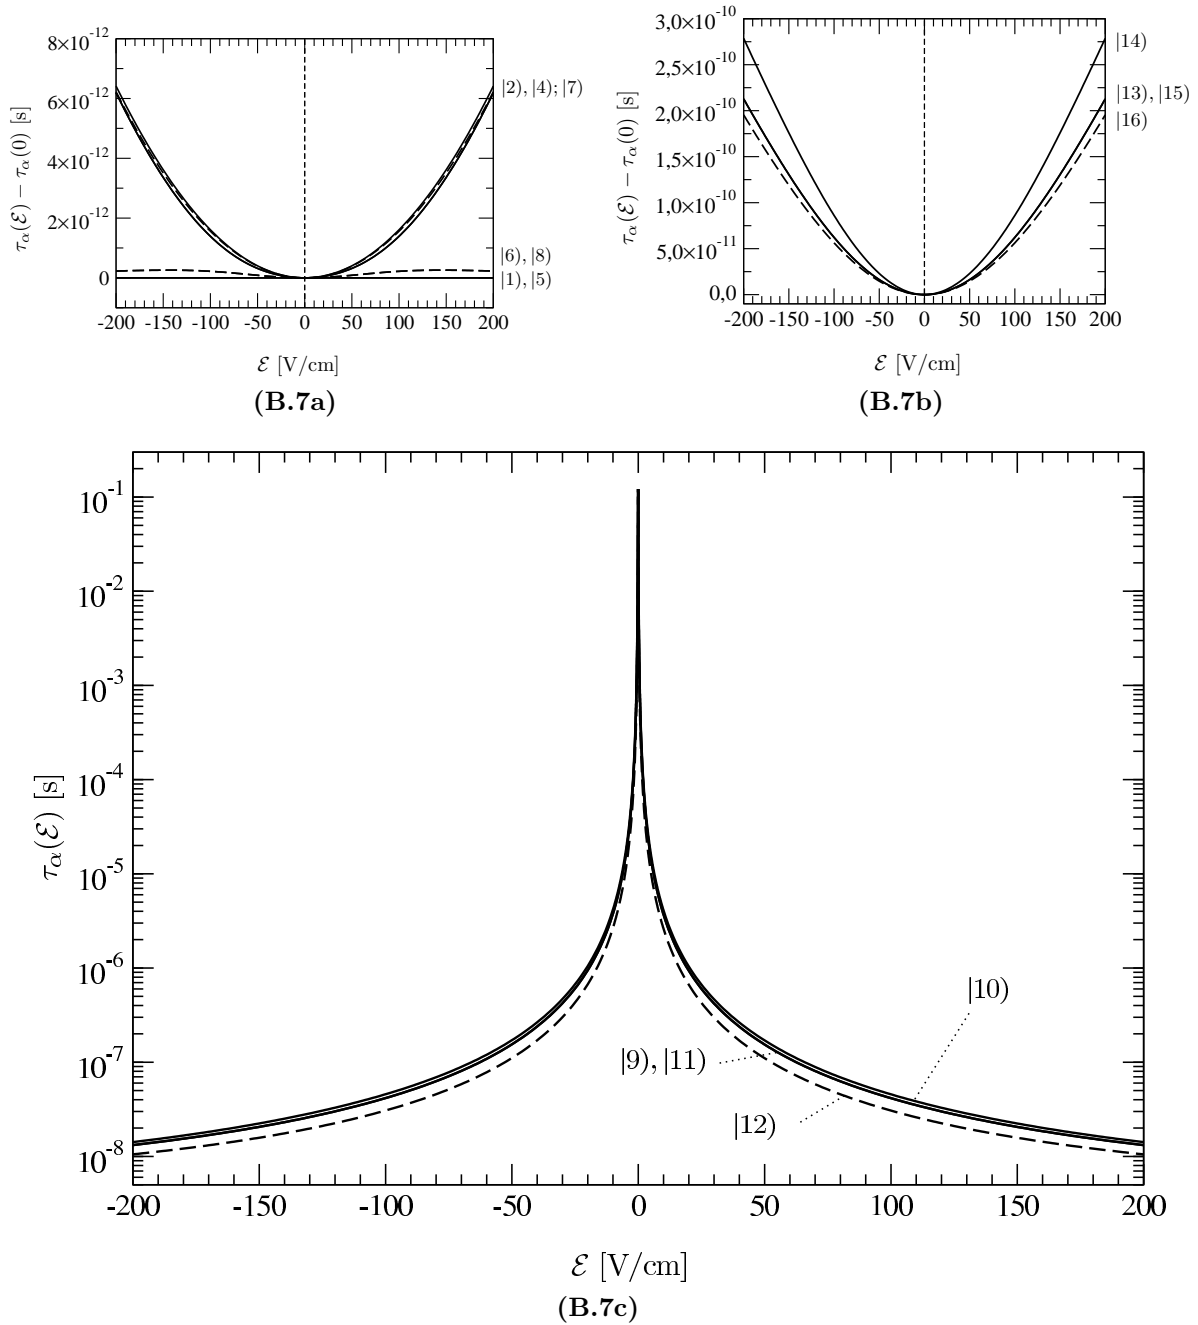 8×10⁻¹²
6×10⁻¹²
4×10⁻¹²
2×10⁻¹²
0
τα(ℰ) − τα(0) [s]
|2), |4); |7)
|6), |8)
|1), |5)
-200 -150 -100 -50 0 50 100 150 200
ℰ [V/cm]
(B.7a)
3,0×10⁻¹⁰
2,5×10⁻¹⁰
2,0×10⁻¹⁰
1,5×10⁻¹⁰
1,0×10⁻¹⁰
5,0×10⁻¹¹
0,0
τα(ℰ) − τα(0) [s]
|14)
|13), |15)
|16)
-200 -150 -100 -50 0 50 100 150 200
ℰ [V/cm]
(B.7b)
10⁻¹
10⁻²
10⁻³
10⁻⁴
10⁻⁵
10⁻⁶
10⁻⁷
10⁻⁸
τα(ℰ) [s]
|10)
|9), |11)
|12)
-200 -150 -100 -50 0 50 100 150 200
ℰ [V/cm]
(B.7c)